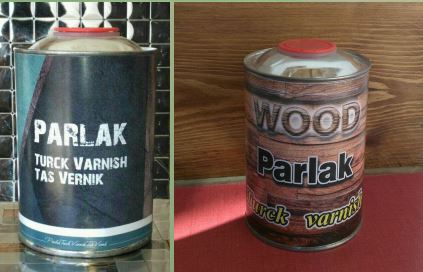 PARLAK
TURCK VARNISH
TAS VERNIK
WOOD
Parlak
Turck varnish